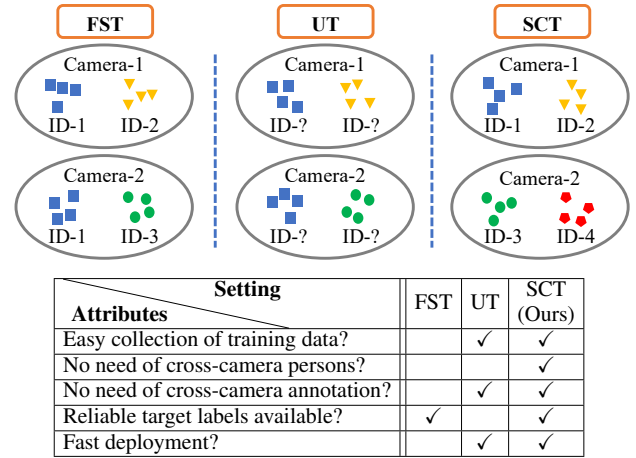 FST UT SCT
Camera-1 Camera-1 Camera-1
ID-1 ID-2 ID-? ID-? ID-1 ID-2
Camera-2 Camera-2 Camera-2
ID-1 ID-3 ID-? ID-? ID-3 ID-4
Setting
Attributes
FST UT SCT
(Ours)
Easy collection of training data? ✓ ✓
No need of cross-camera persons? ✓
No need of cross-camera annotation? ✓ ✓
Reliable target labels available? ✓ ✓
Fast deployment? ✓ ✓